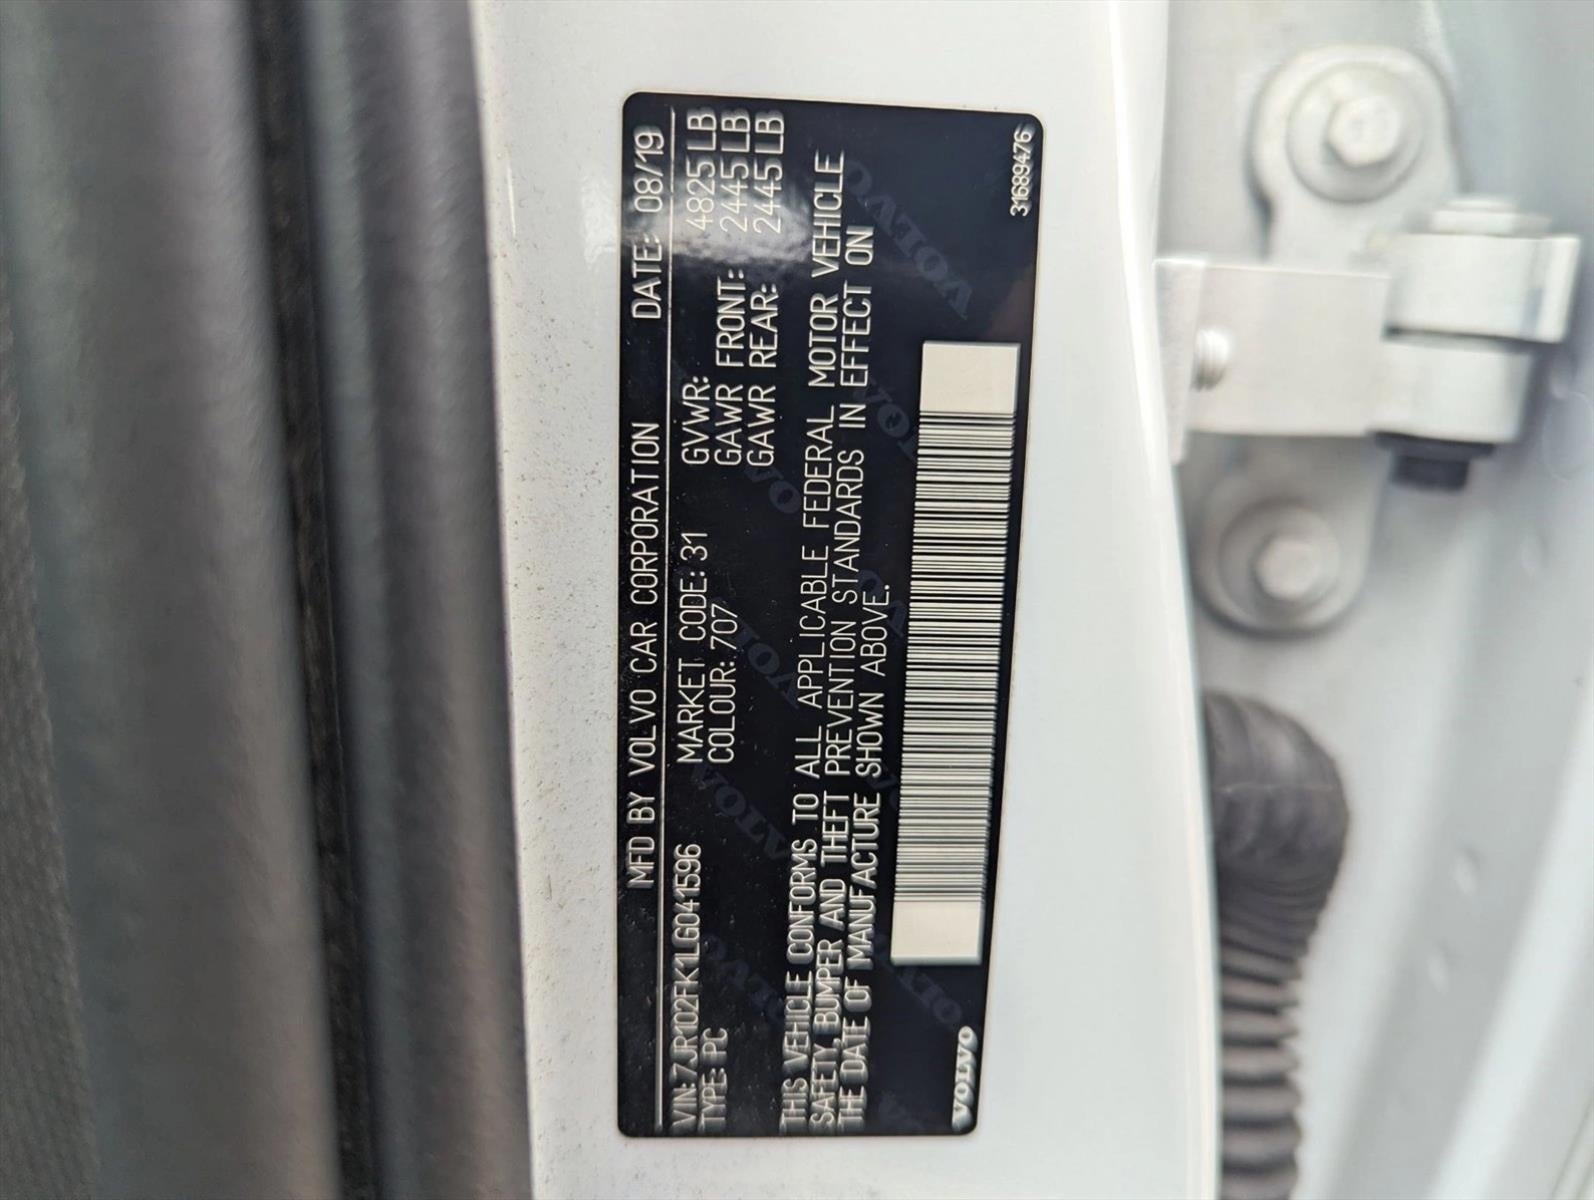 MFD BY VOLVO CAR CORPORATION DATE: 08/19
VIN: 7JR102FK1LG041596 MARKET CODE: 31 GVWR: 4825 LB
TYPE: PC COLOUR: 707 GAWR FRONT: 2445 LB
GAWR REAR: 2445 LB
THIS VEHICLE CONFORMS TO ALL APPLICABLE FEDERAL MOTOR VEHICLE
SAFETY, BUMPER AND THEFT PREVENTION STANDARDS IN EFFECT ON
THE DATE OF MANUFACTURE SHOWN ABOVE.
VOLVO 31689476